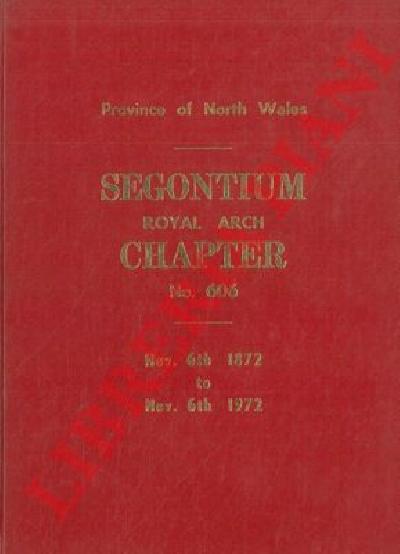 Province of North Wales
SEGONTIUM
ROYAL ARCH
CHAPTER
No. 606
Nov. 6th 1872
to
Nov. 6th 1972
LIBRERIA PIANI